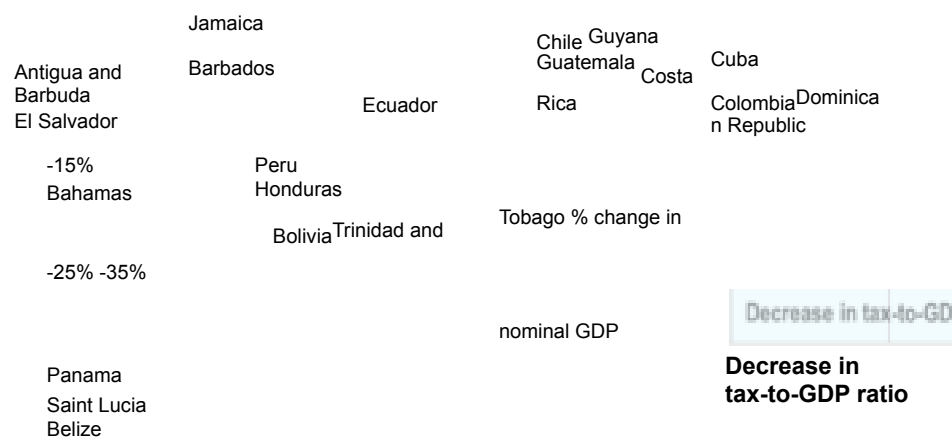 Jamaica
Chile Guyana
Guatemala Costa
Cuba
Antigua and
Barbuda
El Salvador
Barbados
Ecuador
Rica
Colombia Dominica
n Republic
-15%
Bahamas
Peru
Honduras
Bolivia Trinidad and
Tobago % change in
-25% -35%
nominal GDP
Decrease in tax-to-GD
Decrease in
tax-to-GDP ratio
Panama
Saint Lucia
Belize